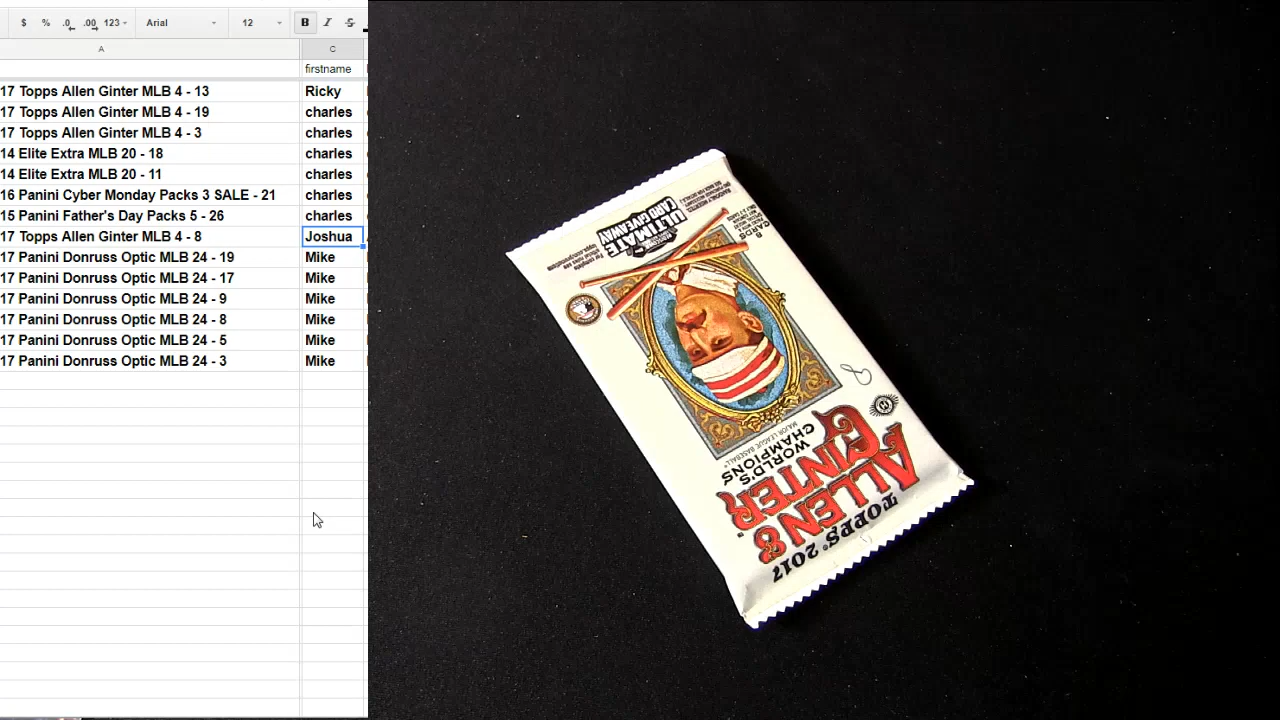 $ % .0 .00 123 Arial 12 B I S
A C
firstname
17 Topps Allen Ginter MLB 4 - 13 Ricky
17 Topps Allen Ginter MLB 4 - 19 charles
17 Topps Allen Ginter MLB 4 - 3 charles
14 Elite Extra MLB 20 - 18 charles
14 Elite Extra MLB 20 - 11 charles
16 Panini Cyber Monday Packs 3 SALE - 21 charles
15 Panini Father's Day Packs 5 - 26 charles
17 Topps Allen Ginter MLB 4 - 8 Joshua
17 Panini Donruss Optic MLB 24 - 19 Mike
17 Panini Donruss Optic MLB 24 - 17 Mike
17 Panini Donruss Optic MLB 24 - 9 Mike
17 Panini Donruss Optic MLB 24 - 8 Mike
17 Panini Donruss Optic MLB 24 - 5 Mike
17 Panini Donruss Optic MLB 24 - 3 Mike
TOPPS® 2017
ALLEN &
GINTER™
WORLD'S
CHAMPIONS
MAJOR LEAGUE BASEBALL®
8
8 CARDS
ULTIMATE
CARD GIVEAWAY